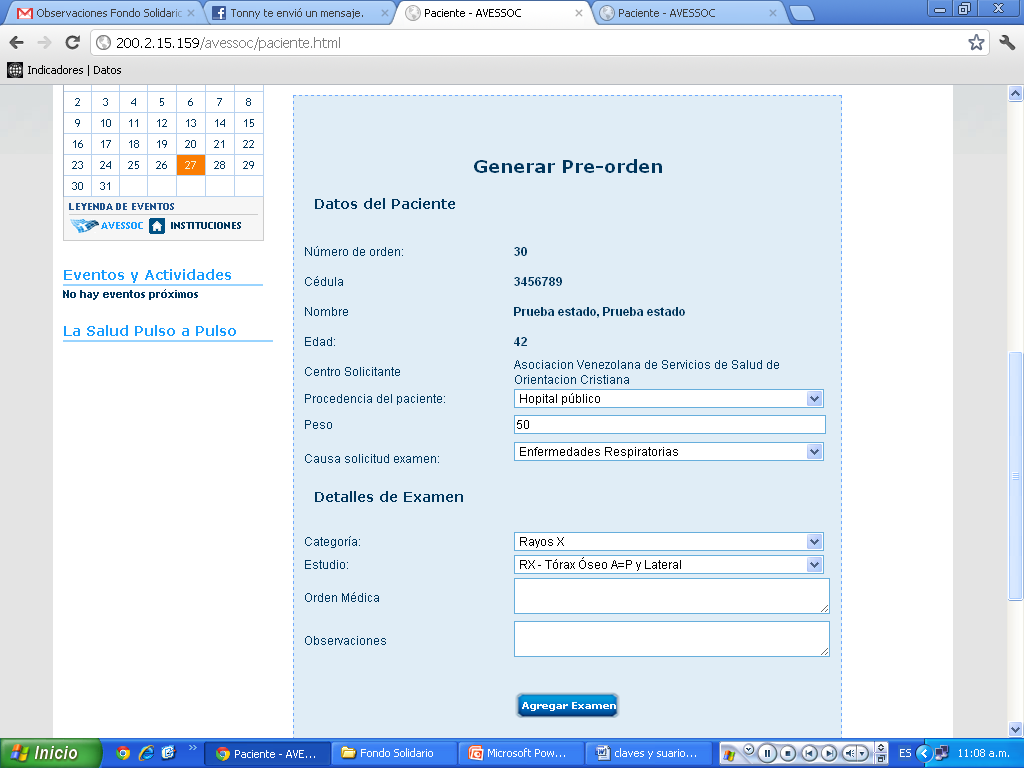 Observaciones Fondo Solidaric
Tonny te envió un mensaje.
Paciente - AVESSOC
Paciente - AVESSOC
200.2.15.159/avessoc/paciente.html
Indicadores | Datos
2 3 4 5 6 7 8
9 10 11 12 13 14 15
16 17 18 19 20 21 22
23 24 25 26 27 28 29
30 31
LEYENDA DE EVENTOS
AVESSOC INSTITUCIONES
Eventos y Actividades
No hay eventos próximos
La Salud Pulso a Pulso
Generar Pre-orden
Datos del Paciente
Número de orden: 30
Cédula 3456789
Nombre Prueba estado, Prueba estado
Edad: 42
Centro Solicitante Asociacion Venezolana de Servicios de Salud de
Orientacion Cristiana
Procedencia del paciente: Hopital público
Peso 50
Causa solicitud examen: Enfermedades Respiratorias
Detalles de Examen
Categoría: Rayos X
Estudio: RX - Tórax Óseo A=P y Lateral
Orden Médica
Observaciones
Agregar Examen
Inicio
Paciente - AVE...
Fondo Solidario
Microsoft Pow...
claves y suario...
ES
11:08 a.m.